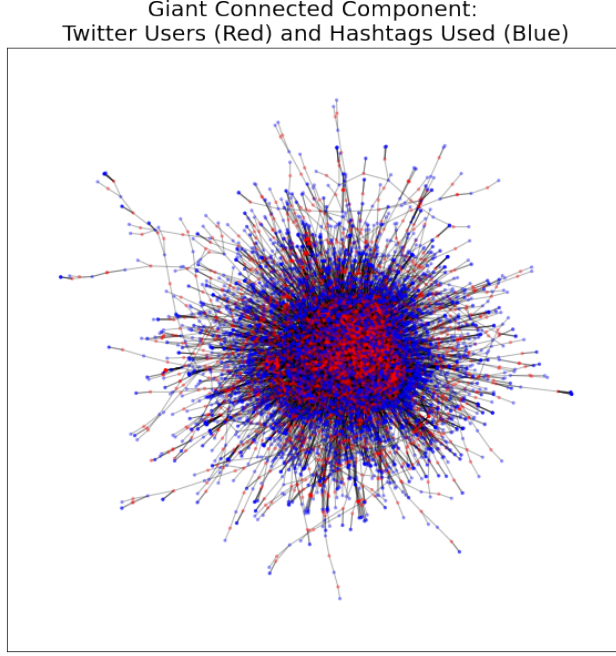 Giant Connected Component:
Twitter Users (Red) and Hashtags Used (Blue)